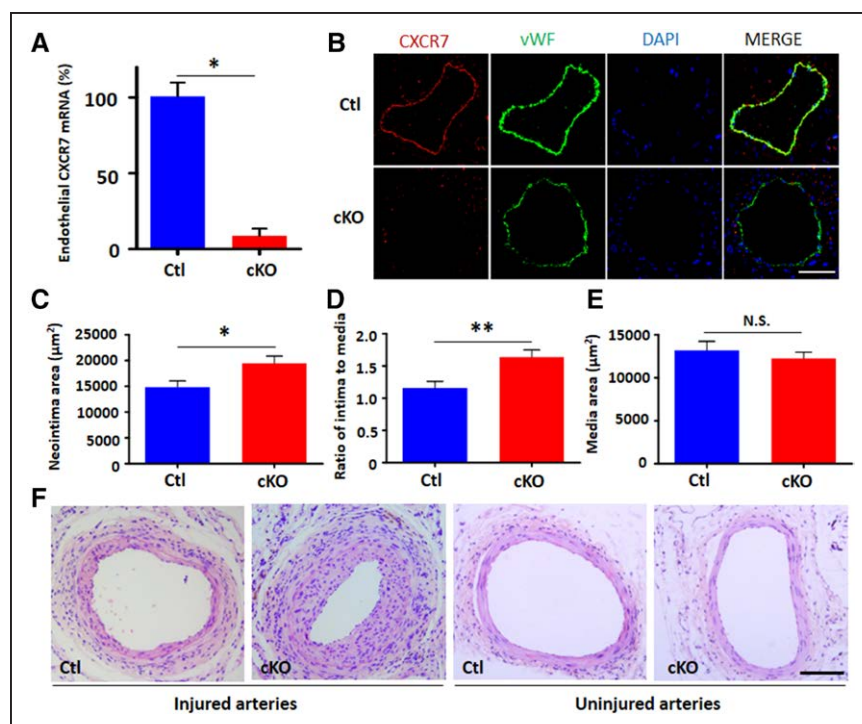 A
Endothelial CXCR7 mRNA (%)
100
50
0
*
Ctl
cKO
B
CXCR7
vWF
DAPI
MERGE
Ctl
cKO
C
Neointima area (μm²)
25000
20000
15000
10000
5000
0
*
Ctl
cKO
D
Ratio of intima to media
2.0
1.5
1.0
0.5
0
**
Ctl
cKO
E
Media area (μm²)
15000
10000
5000
0
N.S.
Ctl
cKO
F
Ctl
cKO
Ctl
cKO
Injured arteries
Uninjured arteries